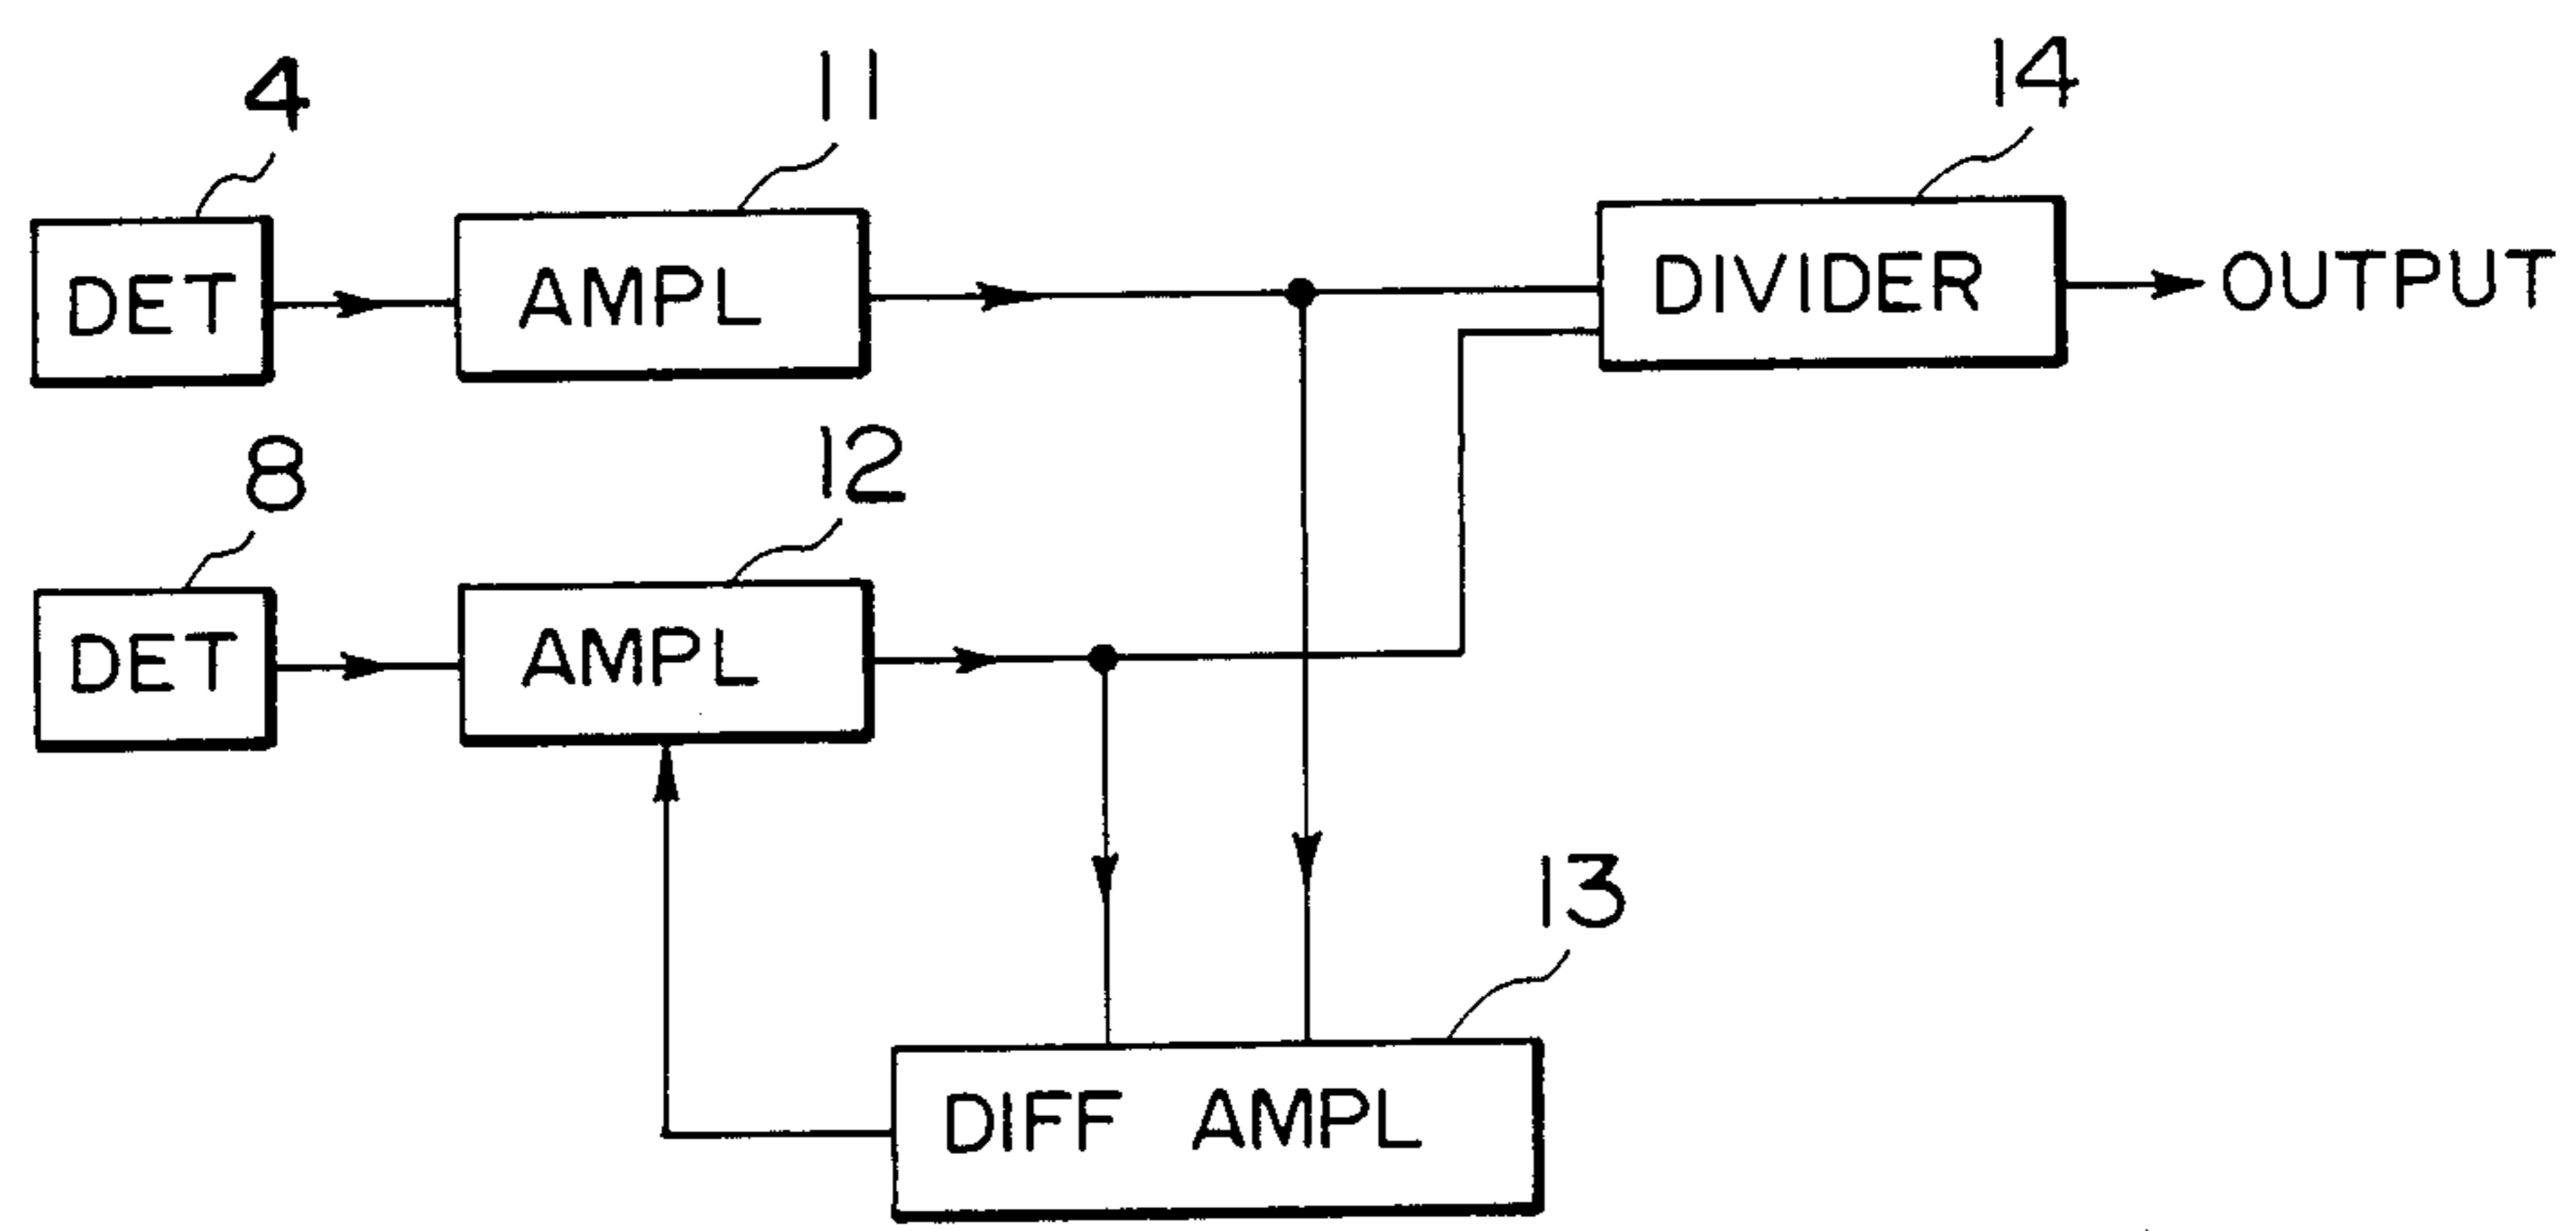 4
11
14
DET
AMPL
DIVIDER
OUTPUT
8
12
DET
AMPL
13
DIFF AMPL